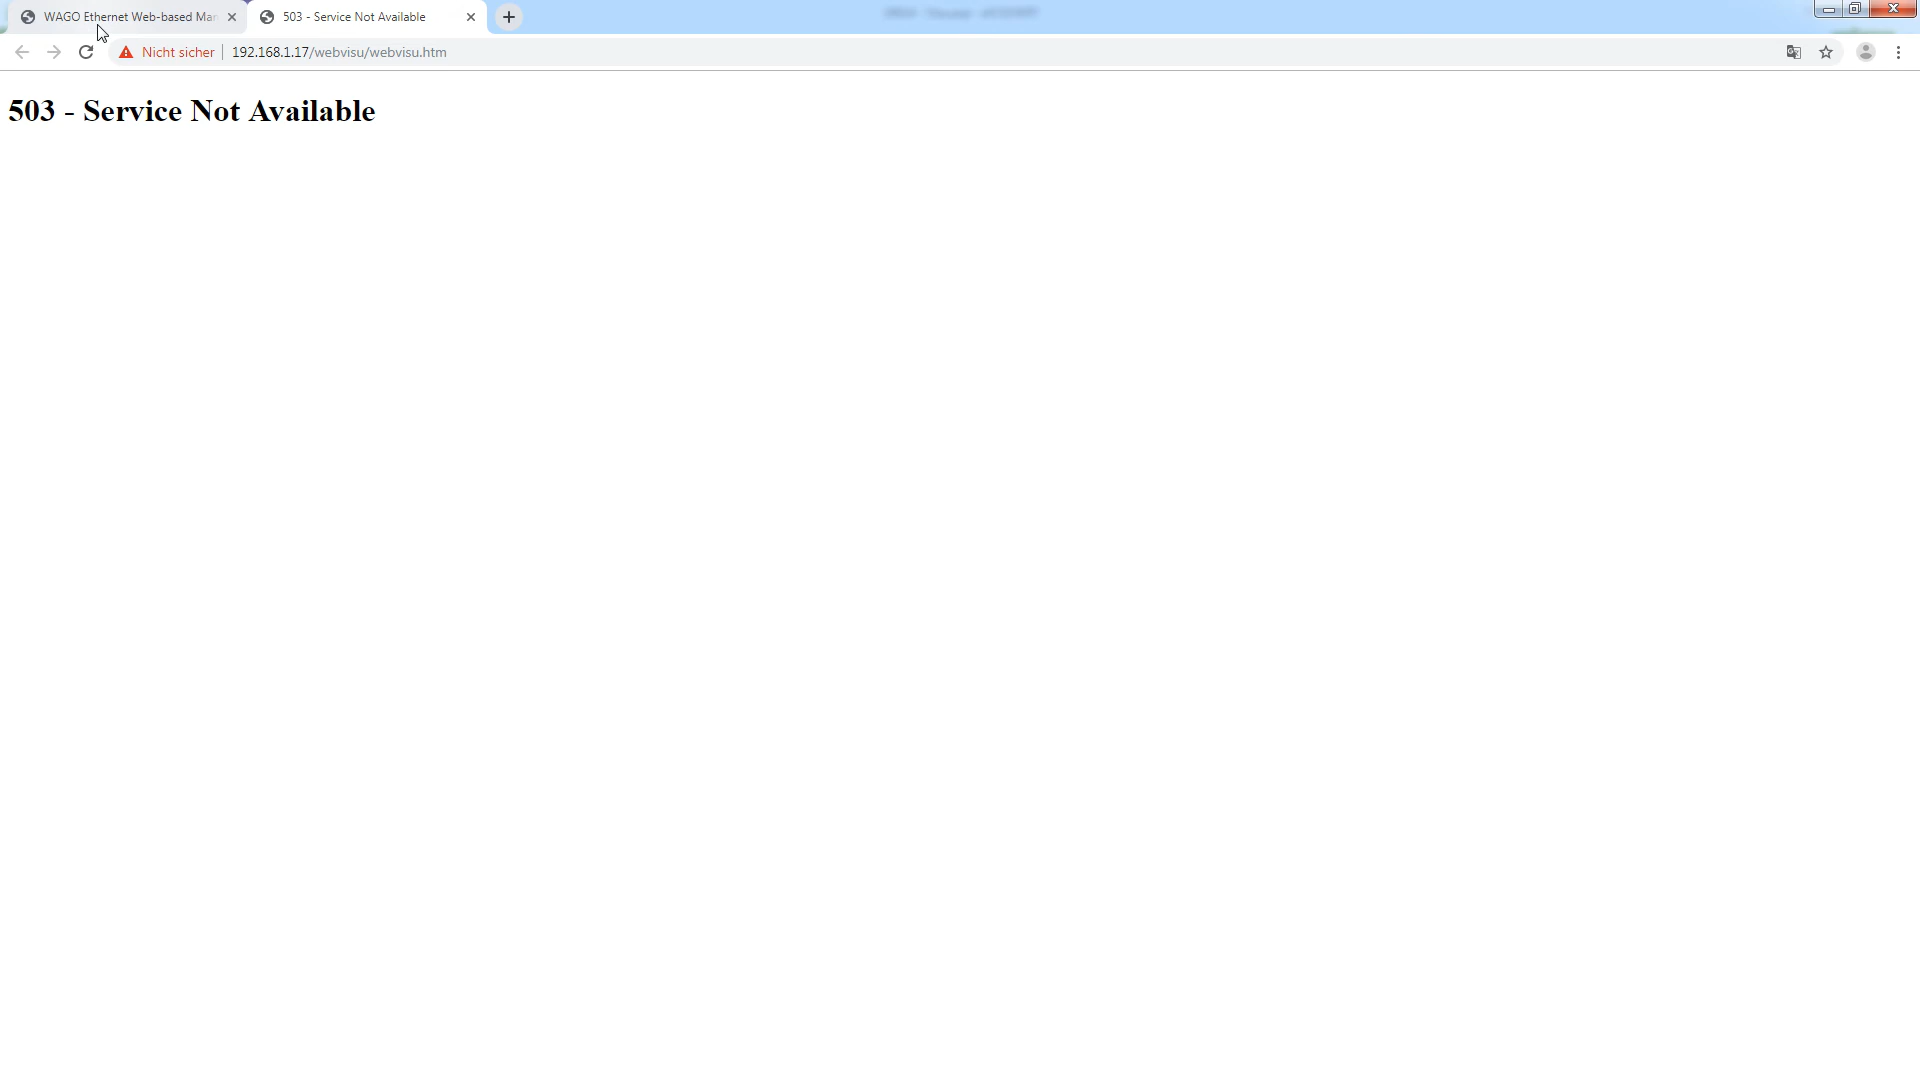 WAGO Ethernet Web-based Mar
503 - Service Not Available
Nicht sicher
192.168.1.17/webvisu/webvisu.htm
503 - Service Not Available